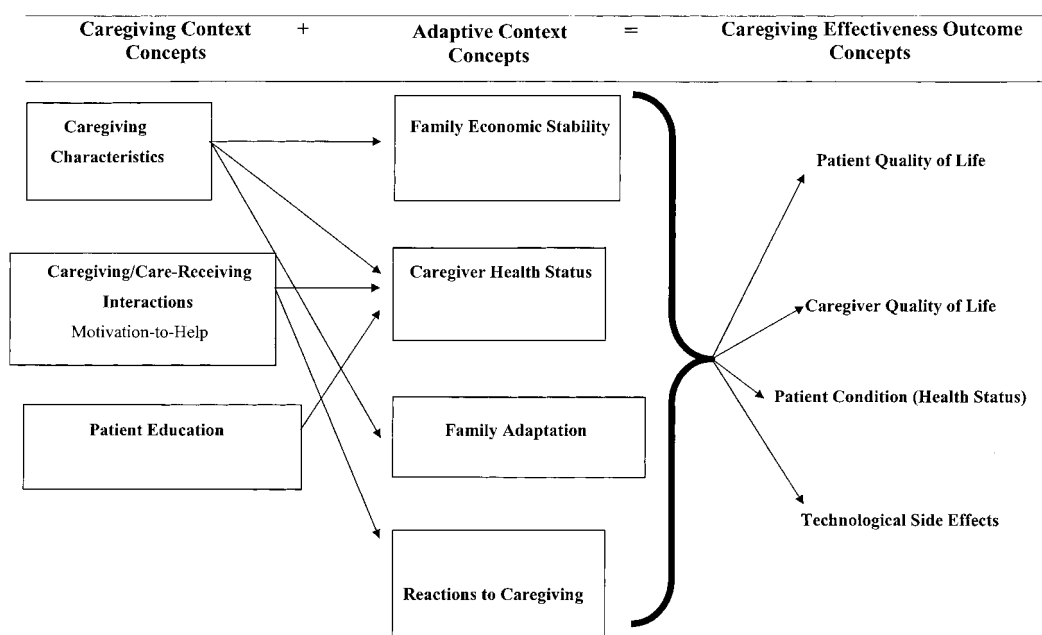 Caregiving Context + Adaptive Context = Caregiving Effectiveness Outcome
Concepts Concepts Concepts
Caregiving
Characteristics
Family Economic Stability
Patient Quality of Life
Caregiving/Care-Receiving
Interactions
Motivation-to-Help
Caregiver Health Status
Caregiver Quality of Life
Patient Condition (Health Status)
Patient Education
Family Adaptation
Technological Side Effects
Reactions to Caregiving